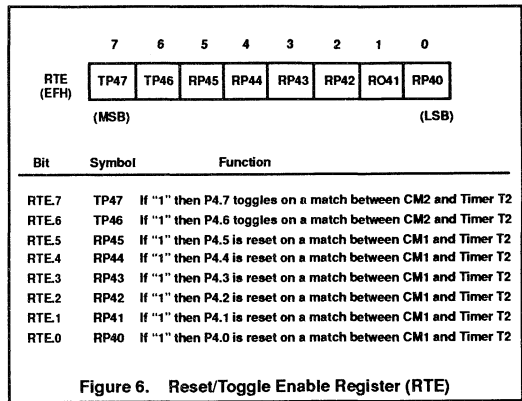 7 6 5 4 3 2 1 0
RTE (EFH) TP47 TP46 RP45 RP44 RP43 RP42 RO41 RP40
(MSB) (LSB)
Bit Symbol Function
RTE.7 TP47 If "1" then P4.7 toggles on a match between CM2 and Timer T2
RTE.6 TP46 If "1" then P4.6 toggles on a match between CM2 and Timer T2
RTE.5 RP45 If "1" then P4.5 is reset on a match between CM1 and Timer T2
RTE.4 RP44 If "1" then P4.4 is reset on a match between CM1 and Timer T2
RTE.3 RP43 If "1" then P4.3 is reset on a match between CM1 and Timer T2
RTE.2 RP42 If "1" then P4.2 is reset on a match between CM1 and Timer T2
RTE.1 RP41 If "1" then P4.1 is reset on a match between CM1 and Timer T2
RTE.0 RP40 If "1" then P4.0 is reset on a match between CM1 and Timer T2
Figure 6. Reset/Toggle Enable Register (RTE)